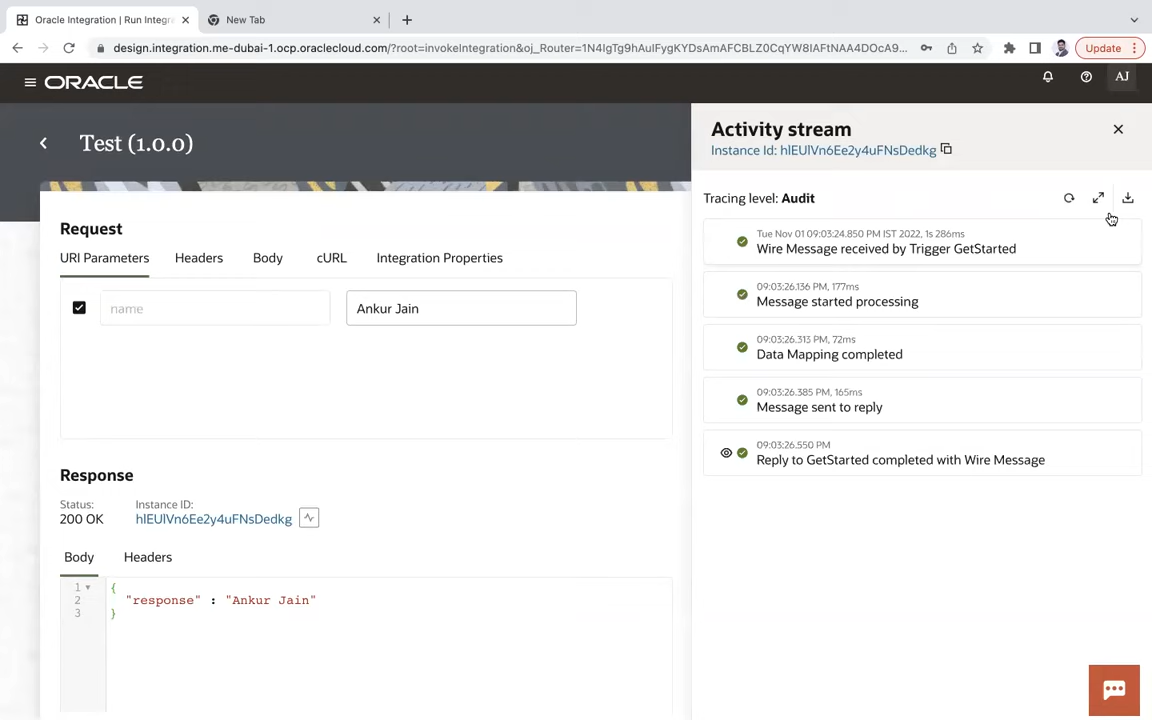 Oracle Integration | Run Integr
New Tab
design.integration.me-dubai-1.ocp.oraclecloud.com/?root=invokeIntegration&oj_Router=1N4IgTg9hAulFygKYDsAmAFCBLZ0CqYW8IAFtNAA4DOcA9...
Update
ORACLE
AJ
Test (1.0.0)
Activity stream
Instance Id: hlEUlVn6Ee2y4uFNsDedkg
Tracing level: Audit
Tue Nov 01 09:03:24.850 PM IST 2022, 1s 286ms
Wire Message received by Trigger GetStarted
09:03:26.136 PM, 177ms
Message started processing
09:03:26.313 PM, 72ms
Data Mapping completed
09:03:26.385 PM, 165ms
Message sent to reply
09:03:26.550 PM
Reply to GetStarted completed with Wire Message
Request
URI Parameters
Headers
Body
cURL
Integration Properties
name
Ankur Jain
Response
Status:
200 OK
Instance ID:
hlEUlVn6Ee2y4uFNsDedkg
Body
Headers
1 {
2 "response" : "Ankur Jain"
3 }